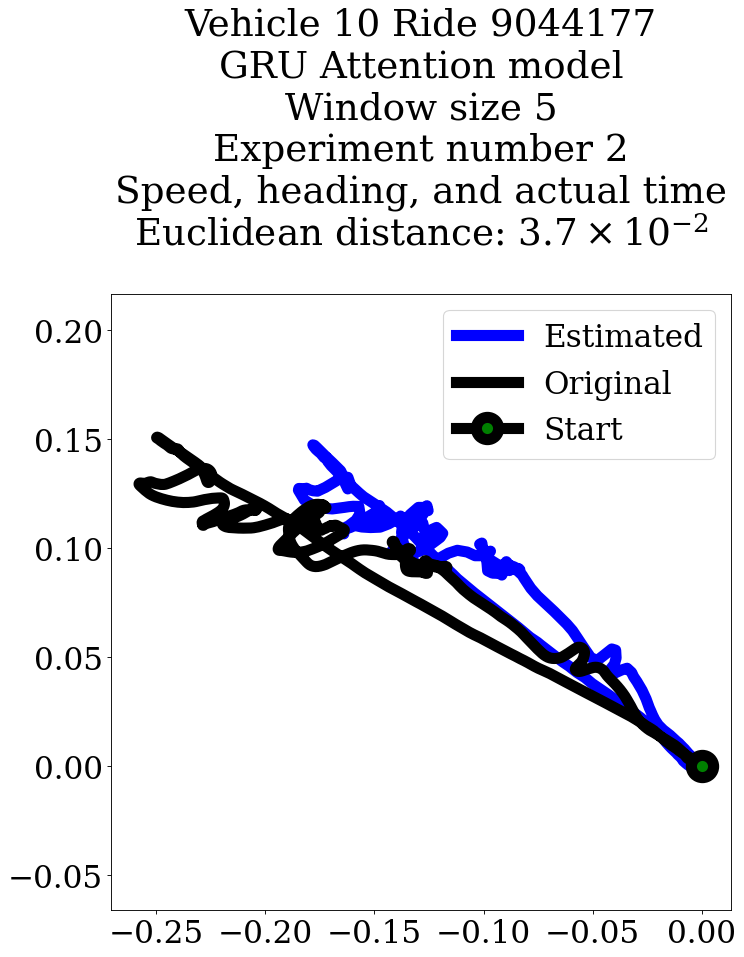 Vehicle 10 Ride 9044177
GRU Attention model
Window size 5
Experiment number 2
Speed, heading, and actual time
Euclidean distance: 3.7 × 10⁻²
Estimated
Original
Start
0.20
0.15
0.10
0.05
0.00
−0.05
−0.25 −0.20 −0.15 −0.10 −0.05 0.00